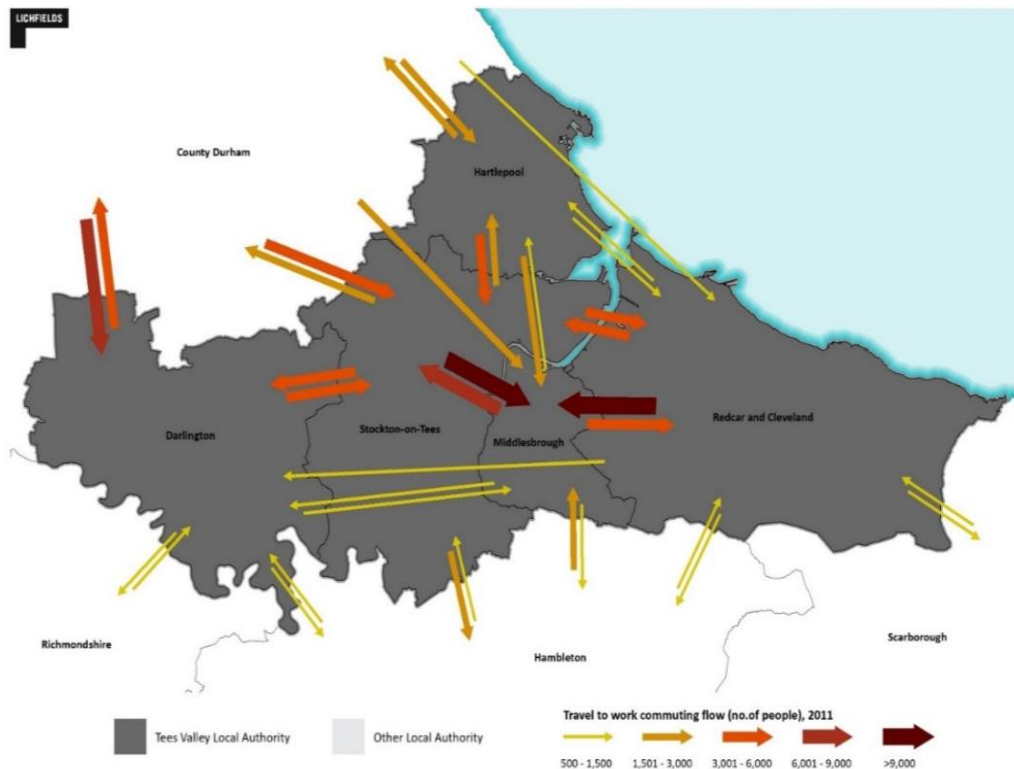 LICHFIELDS
County Durham
Hartlepool
Redcar and Cleveland
Darlington
Stockton-on-Tees
Middlesbrough
Richmondshire
Hambleton
Scarborough
Tees Valley Local Authority
Other Local Authority
Travel to work commuting flow (no.of people), 2011
500 - 1,500
1,501 - 3,000
3,001 - 6,000
6,001 - 9,000
>9,000